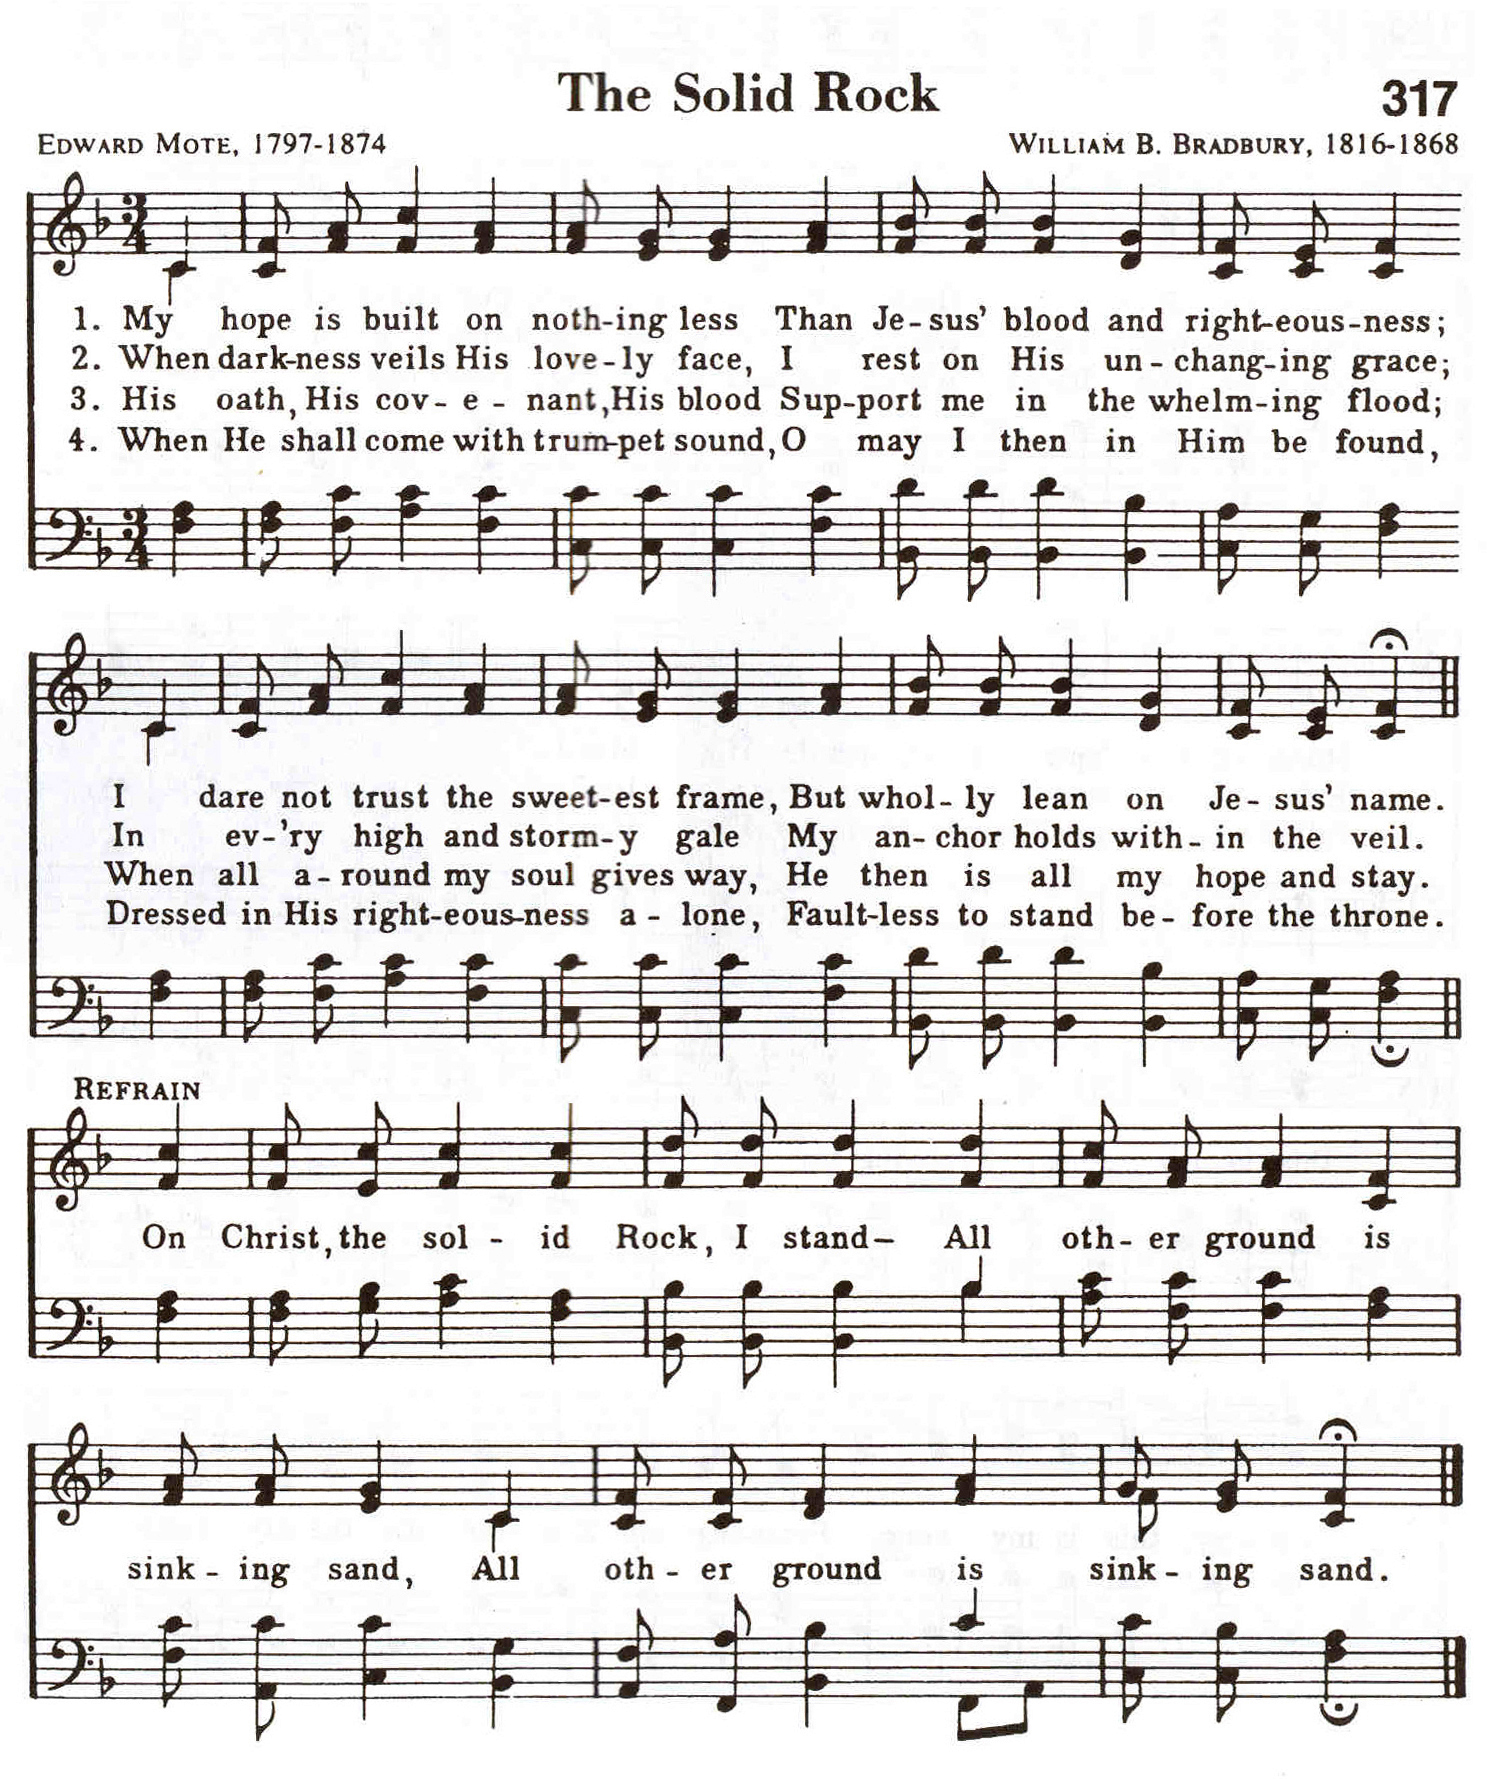 The Solid Rock 317
EDWARD MOTE, 1797-1874 WILLIAM B. BRADBURY, 1816-1868
1. My hope is built on noth-ing less Than Je-sus' blood and right-eous-ness;
2. When dark-ness veils His love-ly face, I rest on His un-chang-ing grace;
3. His oath, His cov-e-nant, His blood Sup-port me in the whelm-ing flood;
4. When He shall come with trum-pet sound, O may I then in Him be found,
I dare not trust the sweet-est frame, But whol-ly lean on Je-sus' name.
In ev-'ry high and storm-y gale My an-chor holds with-in the veil.
When all a-round my soul gives way, He then is all my hope and stay.
Dressed in His right-eous-ness a-lone, Fault-less to stand be-fore the throne.
REFRAIN
On Christ, the sol-id Rock, I stand— All oth-er ground is
sink-ing sand, All oth-er ground is sink-ing sand.